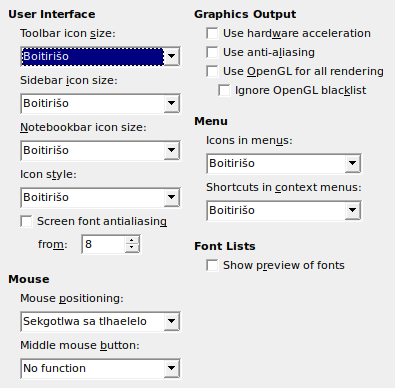 User Interface
Toolbar icon size:
Boitirišo
Sidebar icon size:
Boitirišo
Notebookbar icon size:
Boitirišo
Icon style:
Boitirišo
Screen font antialiasing
from: 8
Mouse
Mouse positioning:
Sekgotlwa sa tlhaelelo
Middle mouse button:
No function
Graphics Output
Use hardware acceleration
Use anti-aliasing
Use OpenGL for all rendering
Ignore OpenGL blacklist
Menu
Icons in menus:
Boitirišo
Shortcuts in context menus:
Boitirišo
Font Lists
Show preview of fonts